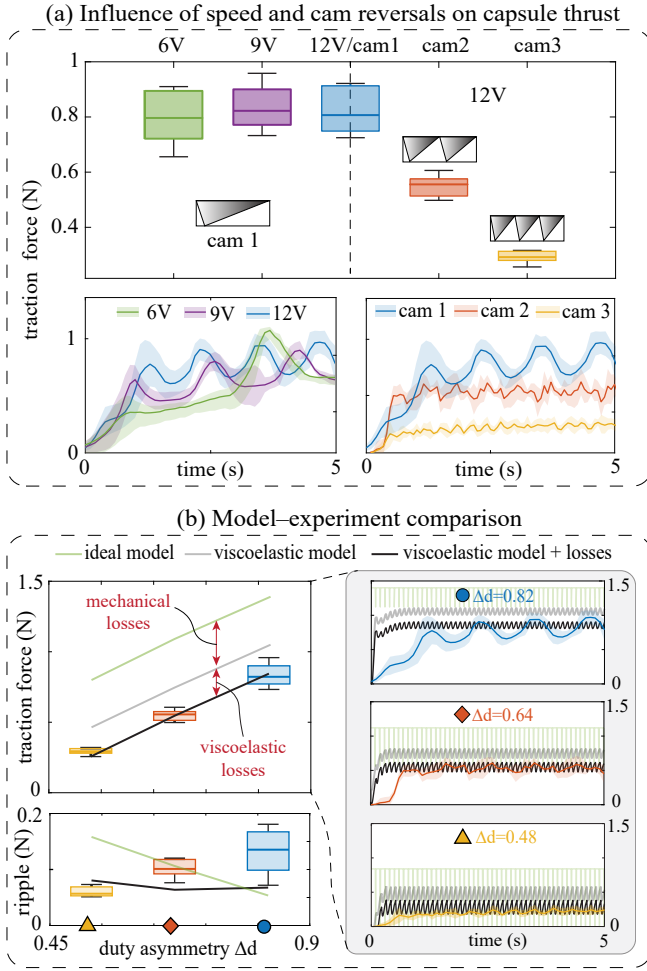 (a) Influence of speed and cam reversals on capsule thrust
6V 9V 12V/cam1 cam2 cam3
1
0.8
0.6
0.4
traction force (N)
12V
cam 1
6V 9V 12V
1
0
0 5
time (s)
cam 1 cam 2 cam 3
0 5
time (s)
(b) Model–experiment comparison
ideal model viscoelastic model viscoelastic model + losses
1.5
0
traction force (N)
mechanical
losses
viscoelastic
losses
0.2
0
ripple (N)
0.45 0.9
duty asymmetry Δd
Δd=0.82
1.5
0
Δd=0.64
1.5
0
Δd=0.48
1.5
0
0 5
time (s)